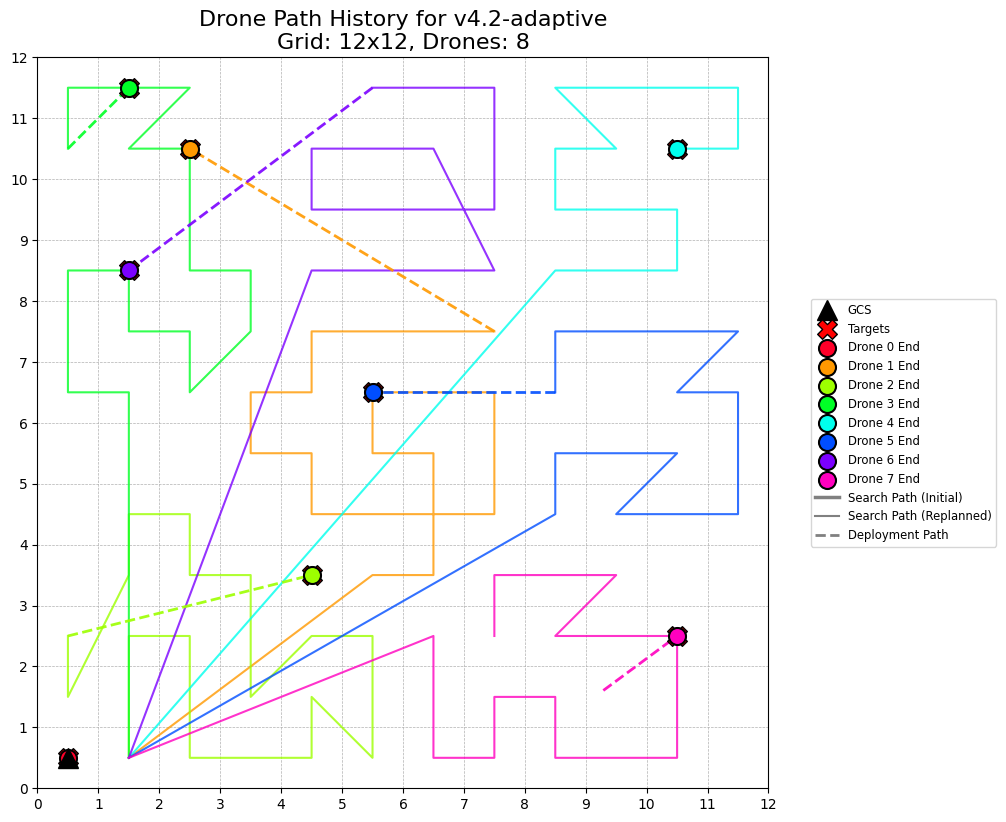 Drone Path History for v4.2-adaptive
Grid: 12x12, Drones: 8
12
11
10
9
8
7
6
5
4
3
2
1
0
0 1 2 3 4 5 6 7 8 9 10 11 12
GCS
Targets
Drone 0 End
Drone 1 End
Drone 2 End
Drone 3 End
Drone 4 End
Drone 5 End
Drone 6 End
Drone 7 End
Search Path (Initial)
Search Path (Replanned)
Deployment Path